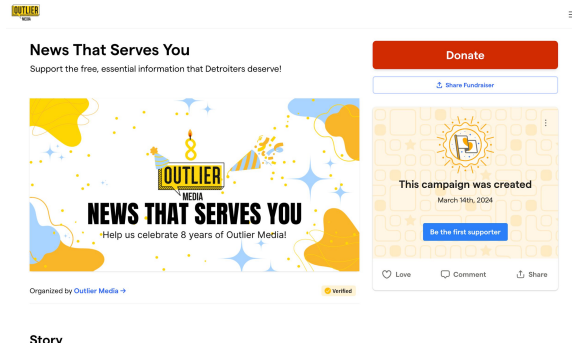 OUTLIER
MEDIA
News That Serves You
Support the free, essential information that Detroiters deserve!
8
OUTLIER
MEDIA
NEWS THAT SERVES YOU
Help us celebrate 8 years of Outlier Media!
Organized by Outlier Media →
Verified
Donate
Share Fundraiser
This campaign was created
March 14th, 2024
Be the first supporter
Love
Comment
Share
Story